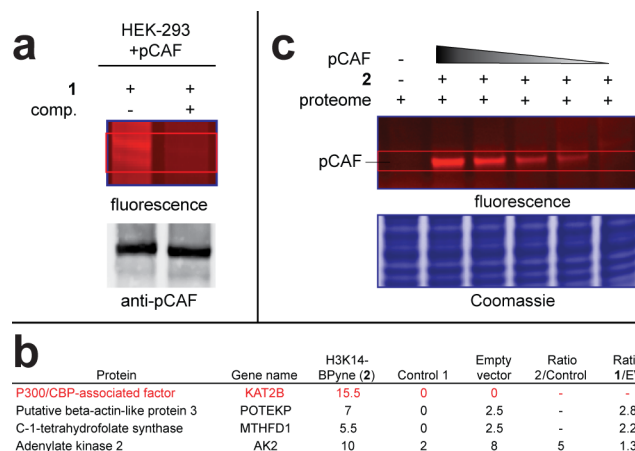 a
HEK-293
+pCAF
1 + +
comp. - +
fluorescence
anti-pCAF
c
pCAF -
2 - + + + + +
proteome + + + + + +
pCAF
fluorescence
Coomassie
b
Protein Gene name H3K14-BPyne (2) Control 1 Empty vector Ratio 2/Control 1/EV
P300/CBP-associated factor KAT2B 15.5 0 0 - -
Putative beta-actin-like protein 3 POTEKP 7 0 2.5 - 2.8
C-1-tetrahydrofolate synthase MTHFD1 5.5 0 2.5 - 2.2
Adenylate kinase 2 AK2 10 2 8 5 1.3